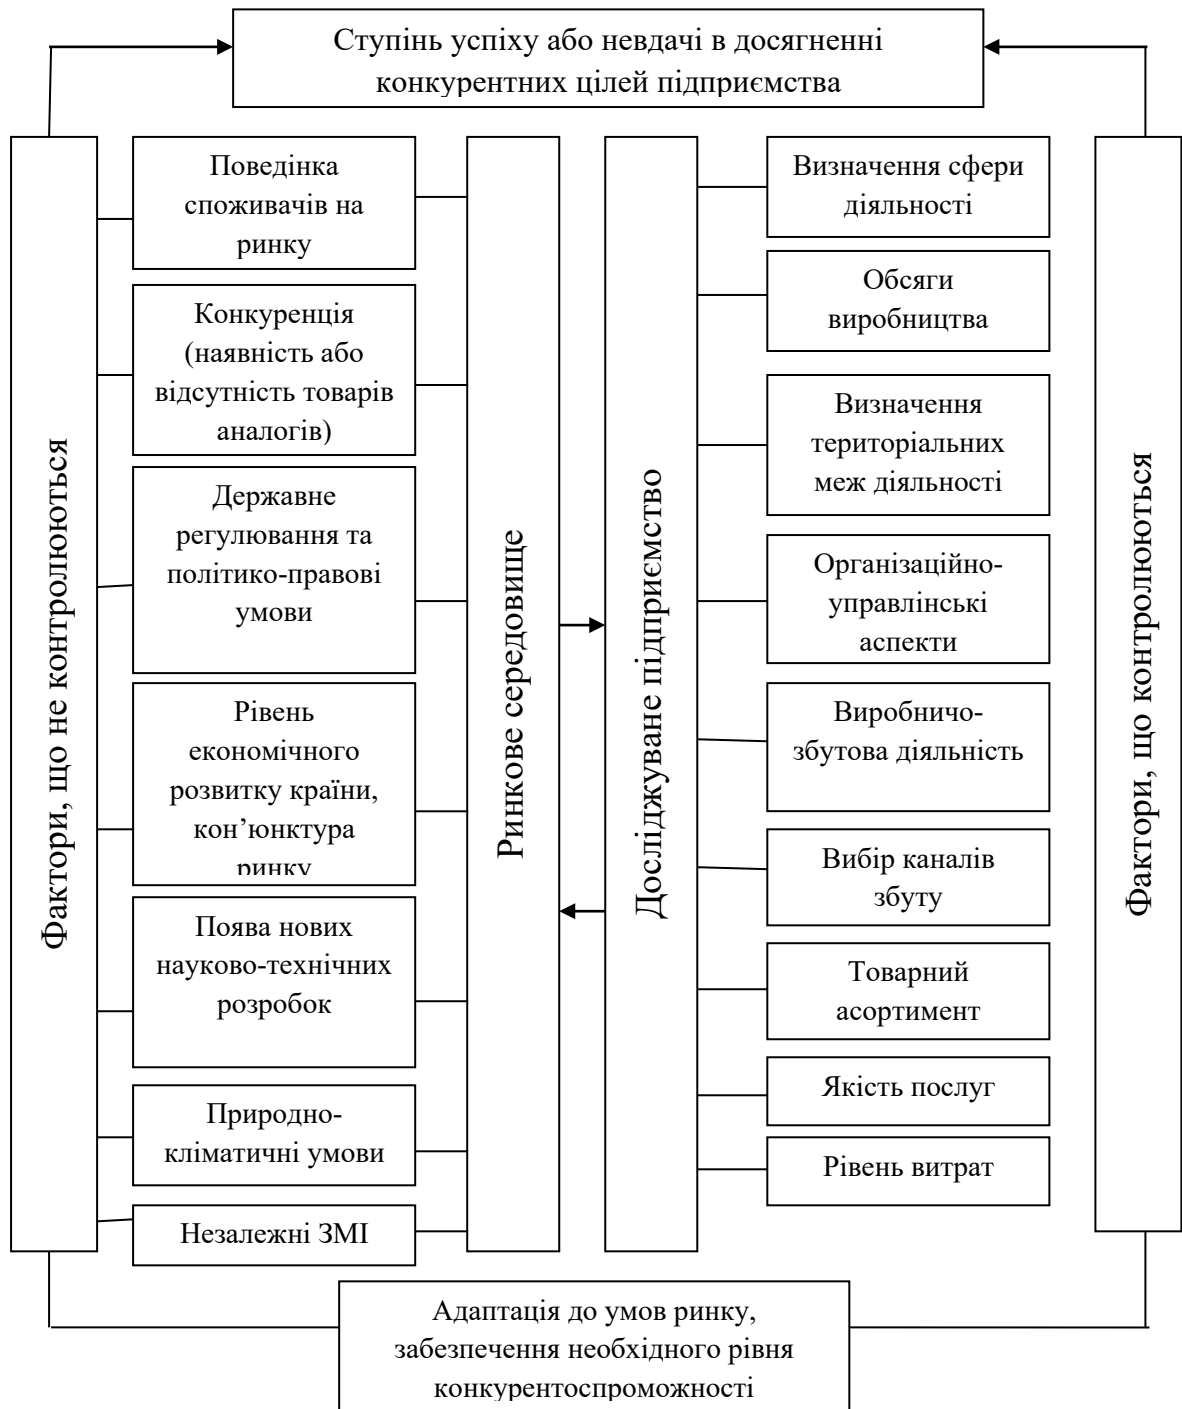 Ступінь успіху або невдачі в досягненні
конкурентних цілей підприємства
Фактори, що не контролюються
Поведінка
споживачів на
ринку
Конкуренція
(наявність або
відсутність товарів
аналогів)
Державне
регулювання та
політико-правові
умови
Рівень
економічного
розвитку країни,
кон’юнктура
ринку
Поява нових
науково-технічних
розробок
Природно-
кліматичні умови
Незалежні ЗМІ
Ринкове середовище
Досліджуване підприємство
Визначення сфери
діяльності
Обсяги
виробництва
Визначення
територіальних
меж діяльності
Організаційно-
управлінські
аспекти
Виробничо-
збутова діяльність
Вибір каналів
збуту
Товарний
асортимент
Якість послуг
Рівень витрат
Фактори, що контролюються
Адаптація до умов ринку,
забезпечення необхідного рівня
конкурентоспроможності